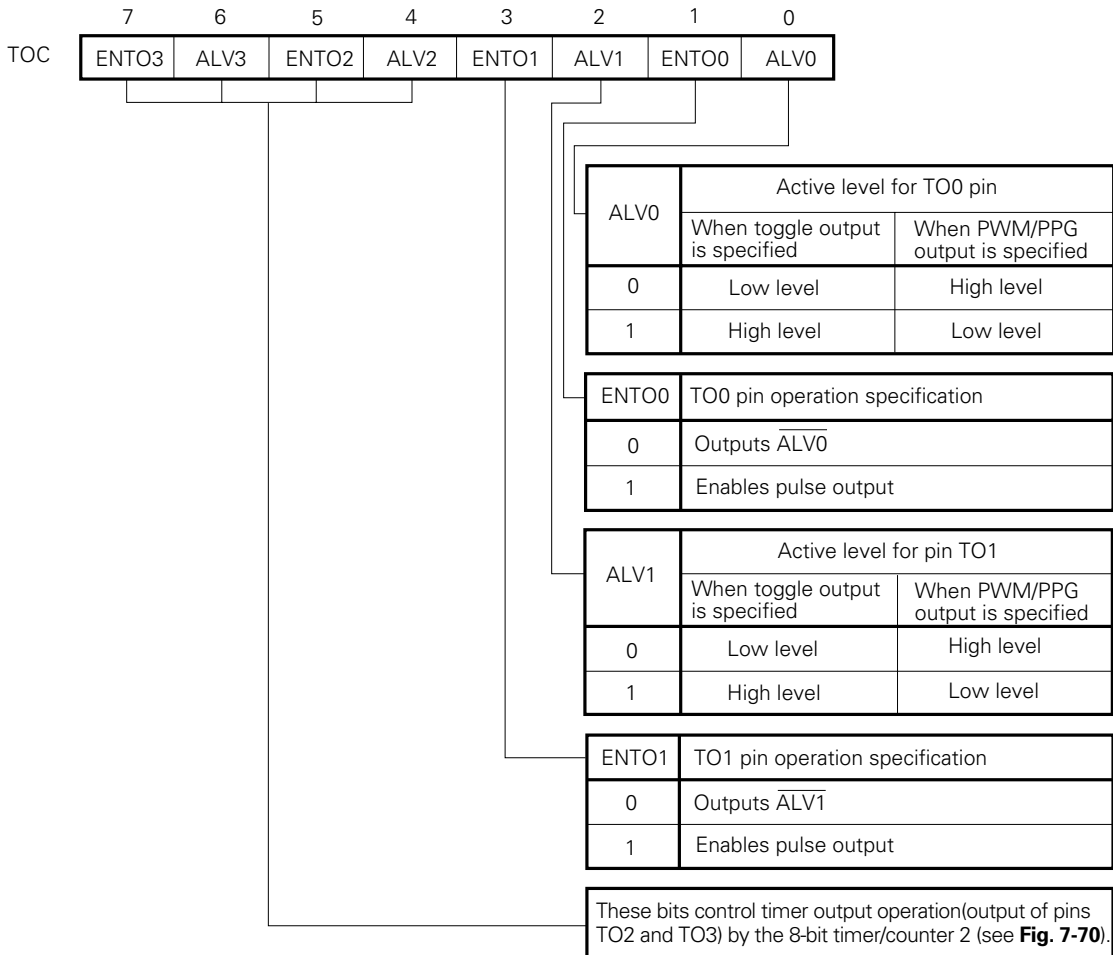 7 6 5 4 3 2 1 0
TOC ENTO3 ALV3 ENTO2 ALV2 ENTO1 ALV1 ENTO0 ALV0
ALV0 Active level for TO0 pin
When toggle output is specified When PWM/PPG output is specified
0 Low level High level
1 High level Low level
ENTO0 TO0 pin operation specification
0 Outputs A̅L̅V̅0̅
1 Enables pulse output
ALV1 Active level for pin TO1
When toggle output is specified When PWM/PPG output is specified
0 Low level High level
1 High level Low level
ENTO1 TO1 pin operation specification
0 Outputs A̅L̅V̅1̅
1 Enables pulse output
These bits control timer output operation(output of pins
TO2 and TO3) by the 8-bit timer/counter 2 (see Fig. 7-70).